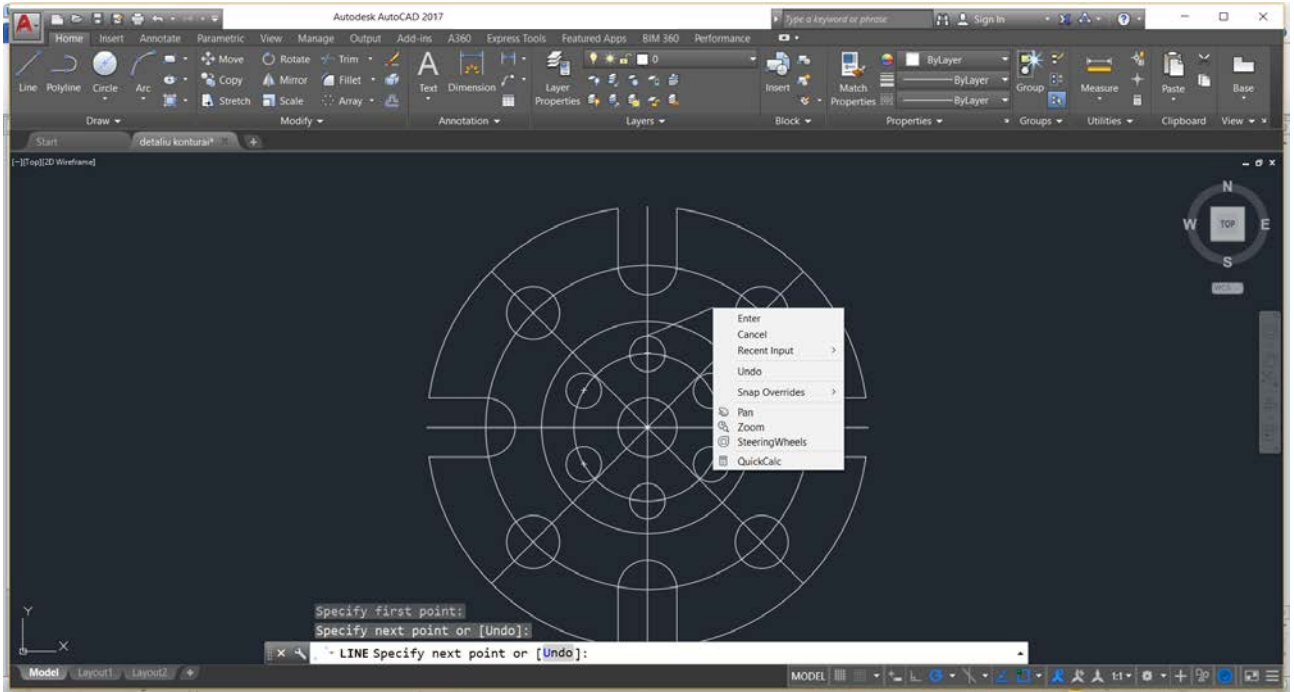 A Autodesk AutoCAD 2017 Type a keyword or phrase Sign In
Home Insert Annotate Parametric View Manage Output Add-ins A360 Express Tools Featured Apps BIM 360 Performance
Line Polyline Circle Arc
Move Rotate Trim
Copy Mirror Fillet
Stretch Scale Array
A Text Dimension
Layer Properties
0
Insert
Match Properties
ByLayer
ByLayer
ByLayer
Group
Measure
Paste
Base
Draw Modify Annotation Layers Block Properties Groups Utilities Clipboard View
Start detaliu konturai*
[−][Top][2D Wireframe]
N
W TOP E
S
WCS
Enter
Cancel
Recent Input
Undo
Snap Overrides
Pan
Zoom
SteeringWheels
QuickCalc
Y
X
Specify first point:
Specify next point or [Undo]:
LINE Specify next point or [Undo]:
Model Layout1 Layout2 + MODEL 1:1